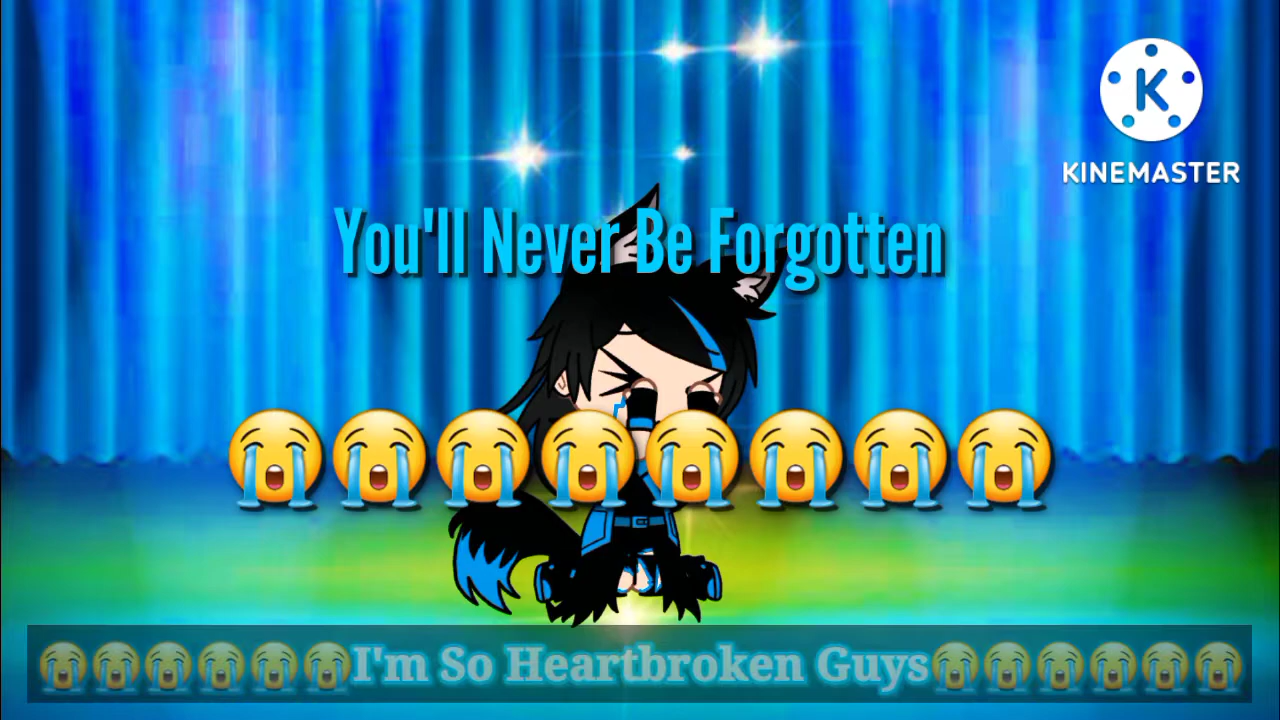 K
KINEMASTER
You'll Never Be Forgotten
😭😭😭😭😭😭😭😭
😭😭😭😭😭😭I'm So Heartbroken Guys😭😭😭😭😭😭